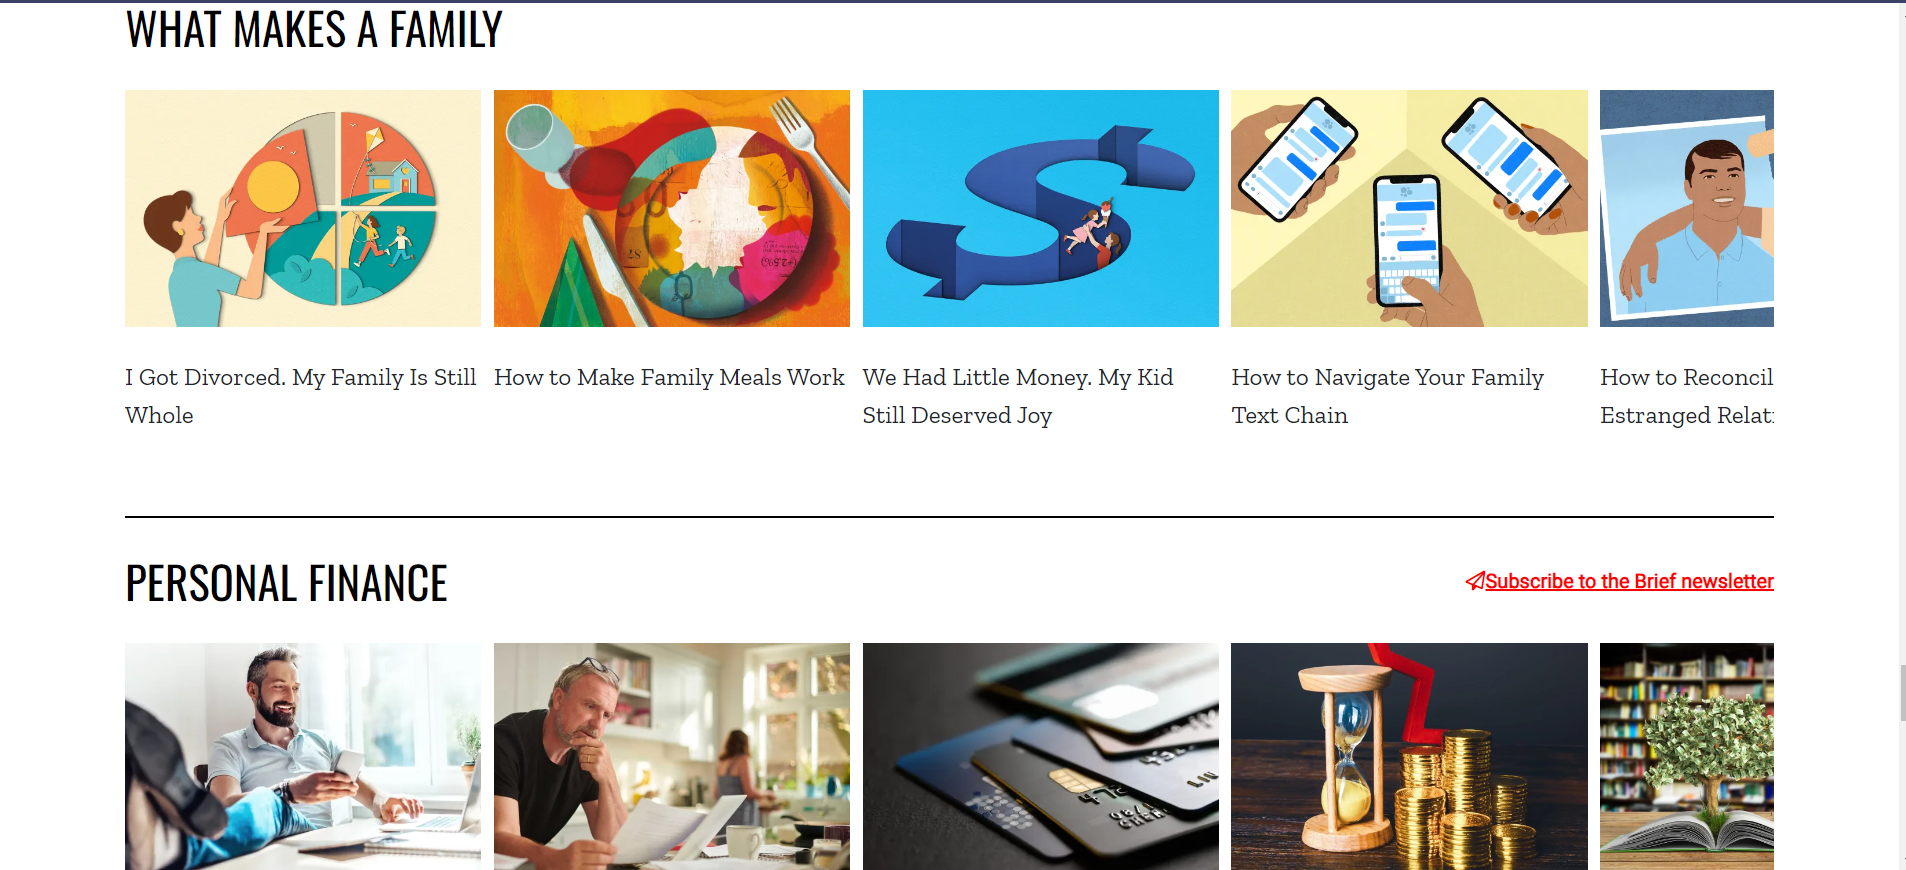 WHAT MAKES A FAMILY
I Got Divorced. My Family Is Still
Whole
How to Make Family Meals Work
We Had Little Money. My Kid
Still Deserved Joy
How to Navigate Your Family
Text Chain
How to Reconcil
Estranged Relat
PERSONAL FINANCE
Subscribe to the Brief newsletter